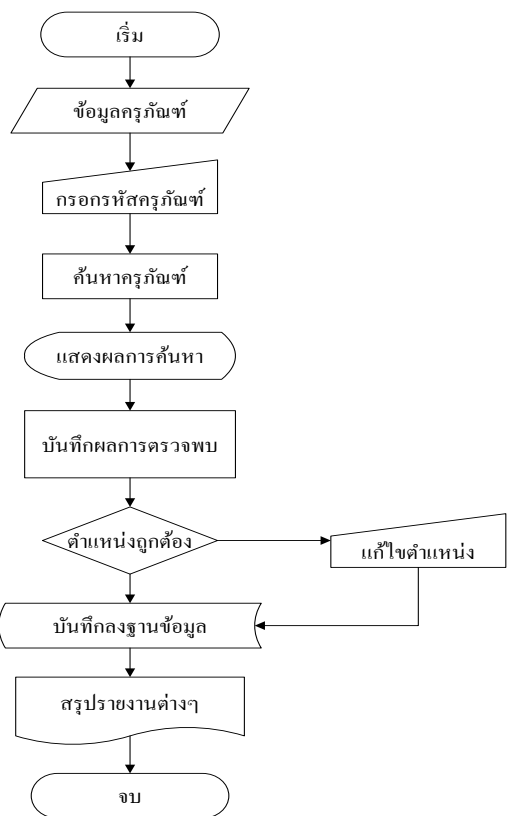 เริ่ม
ข้อมูลครุภัณฑ์
กรอกรหัสครุภัณฑ์
ค้นหาครุภัณฑ์
แสดงผลการค้นหา
บันทึกผลการตรวจพบ
ตำแหน่งถูกต้อง
แก้ไขตำแหน่ง
บันทึกลงฐานข้อมูล
สรุปรายงานต่างๆ
จบ